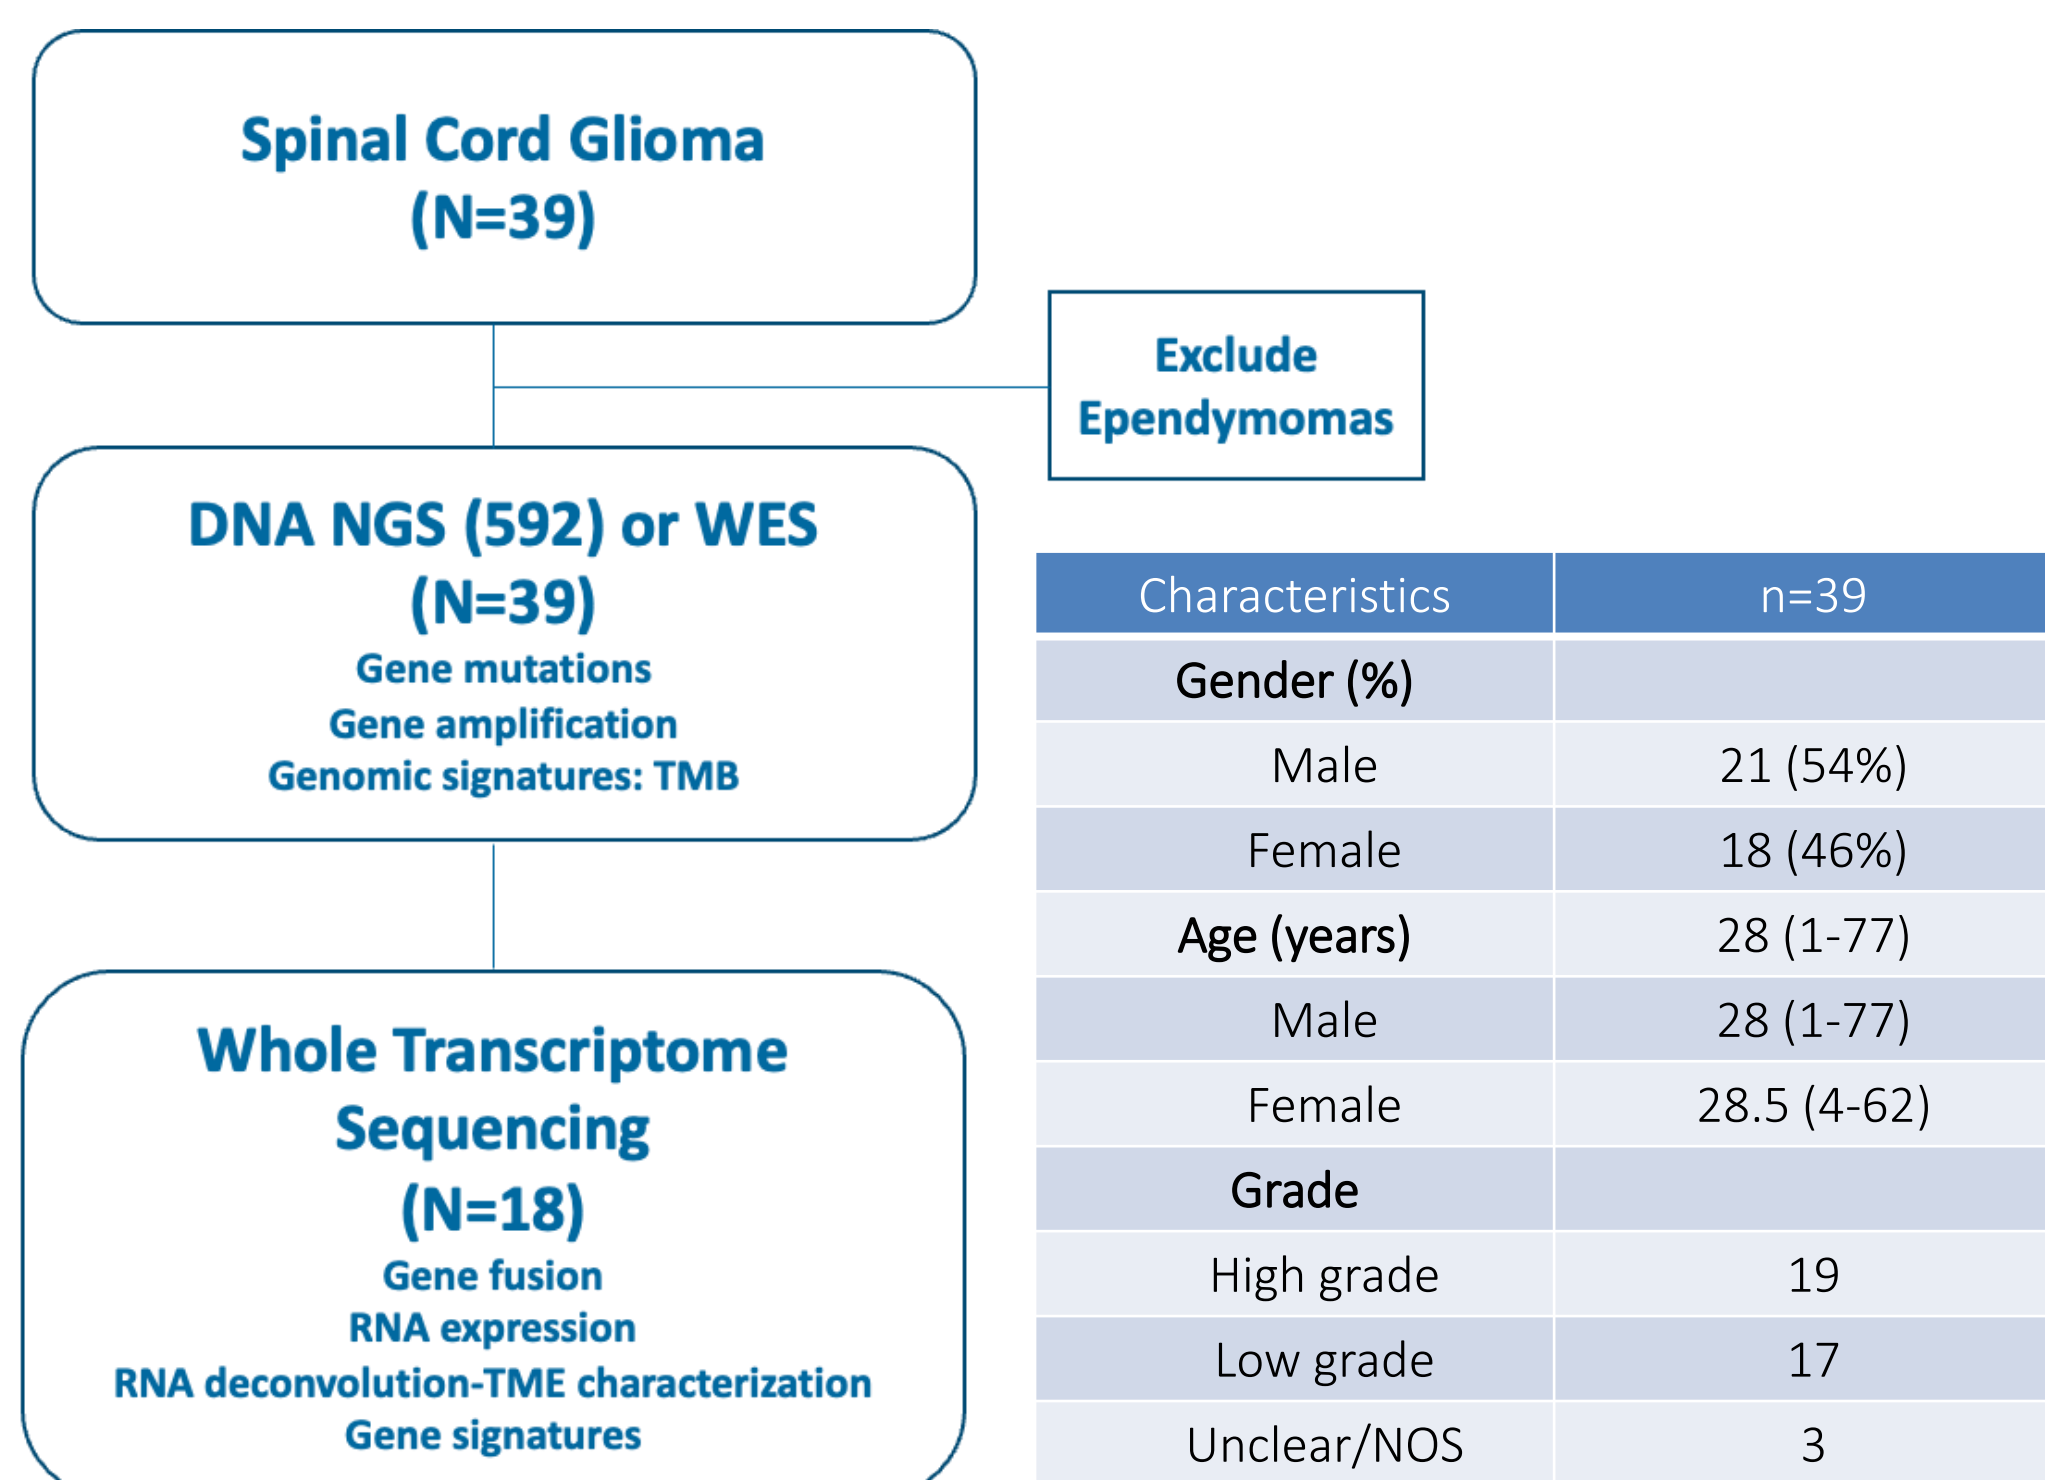 Spinal Cord Glioma
(N=39)
Exclude
Ependymomas
DNA NGS (592) or WES
(N=39)
Gene mutations
Gene amplification
Genomic signatures: TMB
Whole Transcriptome
Sequencing
(N=18)
Gene fusion
RNA expression
RNA deconvolution-TME characterization
Gene signatures
Characteristics n=39
Gender (%)
Male 21 (54%)
Female 18 (46%)
Age (years) 28 (1-77)
Male 28 (1-77)
Female 28.5 (4-62)
Grade
High grade 19
Low grade 17
Unclear/NOS 3